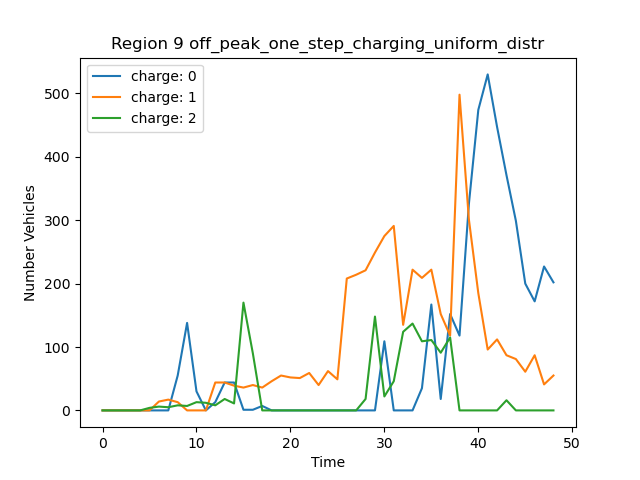 Region 9 off_peak_one_step_charging_uniform_distr
charge: 0
charge: 1
charge: 2
Number Vehicles
500
400
300
200
100
0
0 10 20 30 40 50
Time